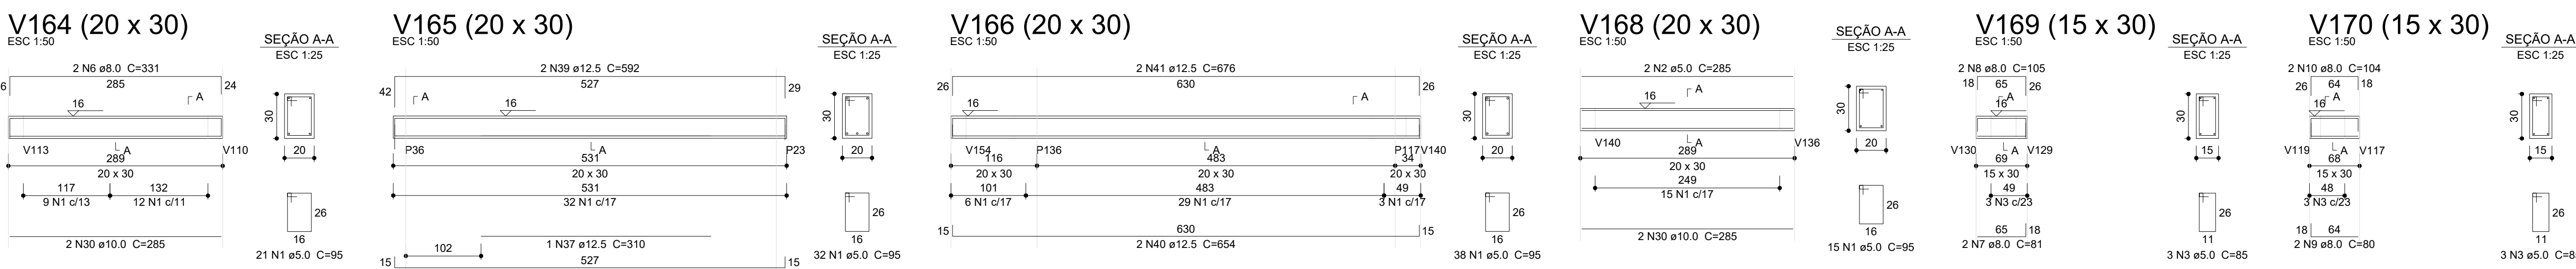 V164 (20 x 30)
ESC 1:50
SEÇÃO A-A
ESC 1:25
2 N6 ø8.0 C=331
6
285
24
A
16
30
20
V113
A
V110
289
20 x 30
117
132
9 N1 c/13
12 N1 c/11
26
16
2 N30 ø10.0 C=285
21 N1 ø5.0 C=95
V165 (20 x 30)
ESC 1:50
SEÇÃO A-A
ESC 1:25
2 N39 ø12.5 C=592
42
527
29
A
16
30
20
P36
A
P23
531
20 x 30
531
32 N1 c/17
26
16
102
1 N37 ø12.5 C=310
32 N1 ø5.0 C=95
15
527
15
V166 (20 x 30)
ESC 1:50
SEÇÃO A-A
ESC 1:25
2 N41 ø12.5 C=676
26
630
26
16
A
30
20
V154
P136
A
P117
V140
116
483
34
20 x 30
20 x 30
20 x 30
101
483
49
6 N1 c/17
29 N1 c/17
3 N1 c/17
26
16
15
630
15
2 N40 ø12.5 C=654
38 N1 ø5.0 C=95
V168 (20 x 30)
ESC 1:50
SEÇÃO A-A
ESC 1:25
2 N2 ø5.0 C=285
16
A
30
20
V140
A
V136
289
20 x 30
249
15 N1 c/17
26
16
2 N30 ø10.0 C=285
15 N1 ø5.0 C=95
V169 (15 x 30)
ESC 1:50
SEÇÃO A-A
ESC 1:25
2 N8 ø8.0 C=105
18
65
26
A
16
30
15
V130
A
V129
69
15 x 30
49
3 N3 c/23
26
11
65
18
2 N7 ø8.0 C=81
3 N3 ø5.0 C=85
V170 (15 x 30)
ESC 1:50
SEÇÃO A-A
ESC 1:25
2 N10 ø8.0 C=104
26
64
18
A
16
30
15
V119
A
V117
68
15 x 30
48
3 N3 c/23
26
11
18
64
2 N9 ø8.0 C=80
3 N3 ø5.0 C=8